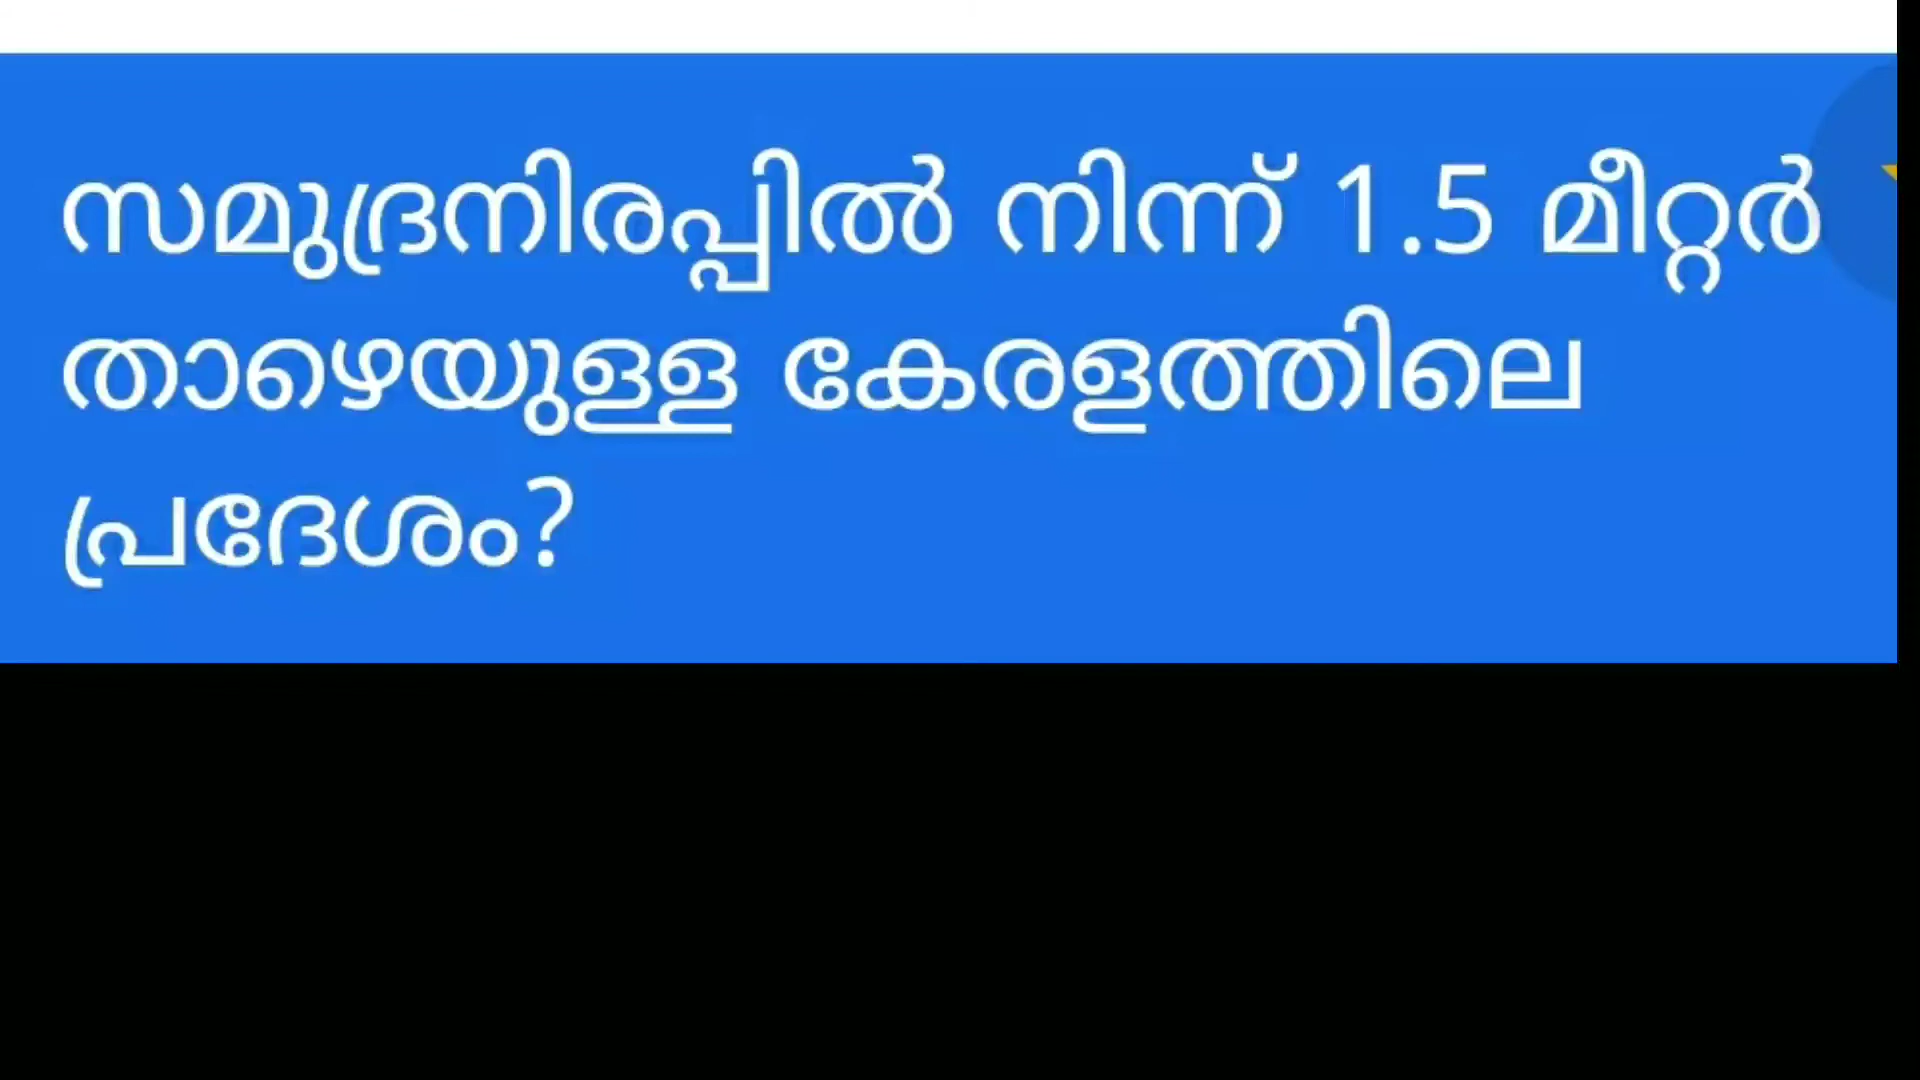 സമുദ്രനിരപ്പിൽ നിന്ന് 1.5 മീറ്റർ
താഴെയുള്ള കേരളത്തിലെ
പ്രദേശം?